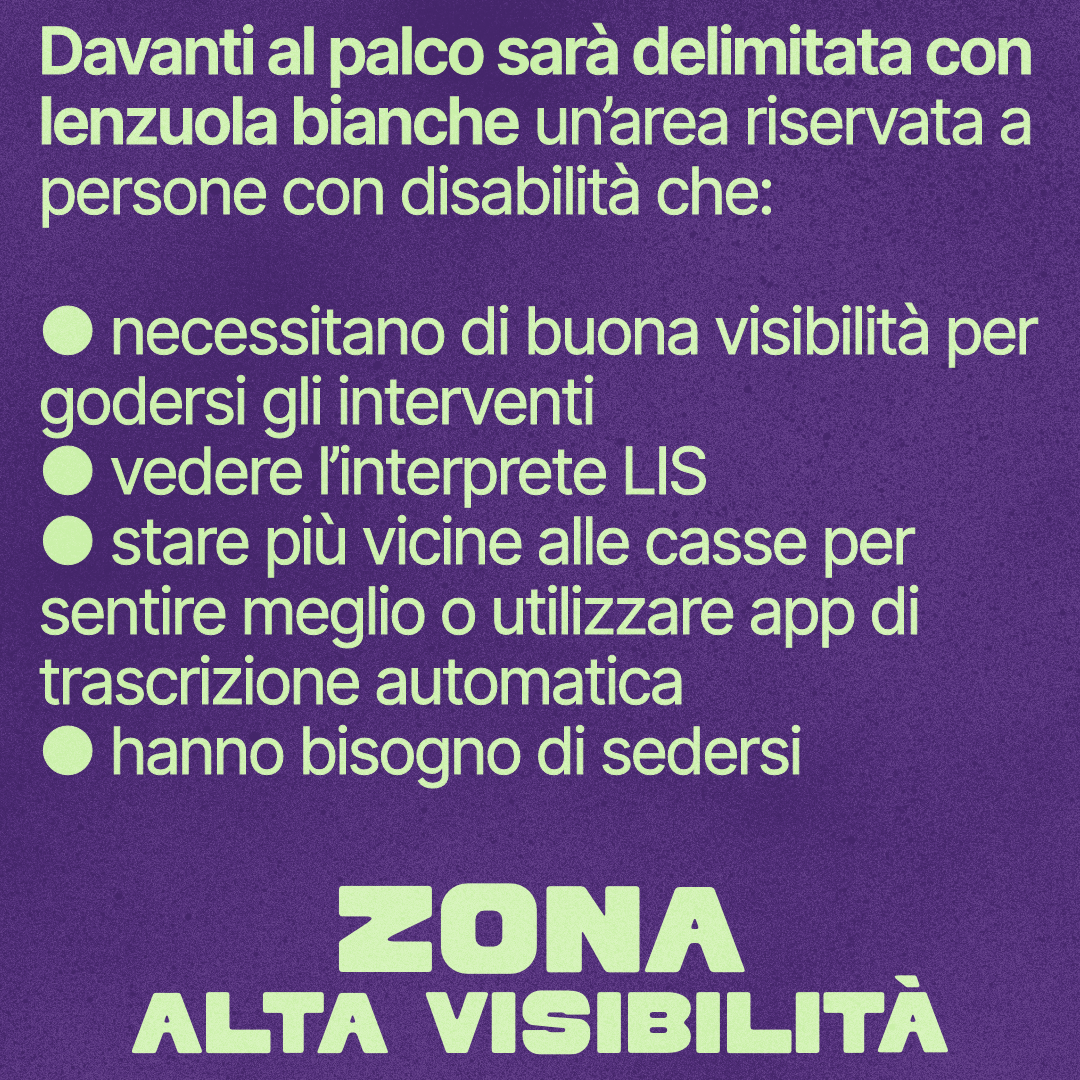 Davanti al palco sarà delimitata con
lenzuola bianche un’area riservata a
persone con disabilità che:
● necessitano di buona visibilità per
godersi gli interventi
● vedere l’interprete LIS
● stare più vicine alle casse per
sentire meglio o utilizzare app di
trascrizione automatica
● hanno bisogno di sedersi
ZONA
ALTA VISIBILITÀ